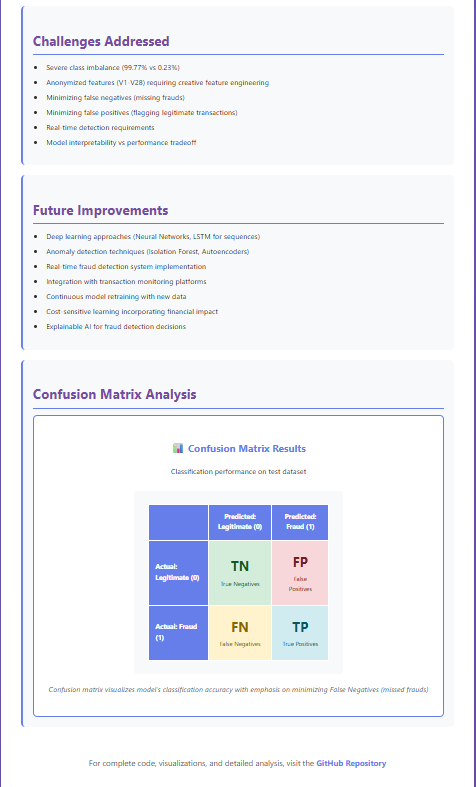 Challenges Addressed
Severe class imbalance (99.77% vs 0.23%)
Anonymized features (V1-V28) requiring creative feature engineering
Minimizing false negatives (missing frauds)
Minimizing false positives (flagging legitimate transactions)
Real-time detection requirements
Model interpretability vs performance tradeoff
Future Improvements
Deep learning approaches (Neural Networks, LSTM for sequences)
Anomaly detection techniques (Isolation Forest, Autoencoders)
Real-time fraud detection system implementation
Integration with transaction monitoring platforms
Continuous model retraining with new data
Cost-sensitive learning incorporating financial impact
Explainable AI for fraud detection decisions
Confusion Matrix Analysis
Confusion Matrix Results
Classification performance on test dataset
Predicted:
Legitimate (0)
Predicted:
Fraud (1)
Actual:
Legitimate (0)
TN
True Negatives
FP
False
Positives
Actual: Fraud
(1)
FN
False Negatives
TP
True Positives
Confusion matrix visualizes model's classification accuracy with emphasis on minimizing False Negatives (missed frauds)
For complete code, visualizations, and detailed analysis, visit the GitHub Repository